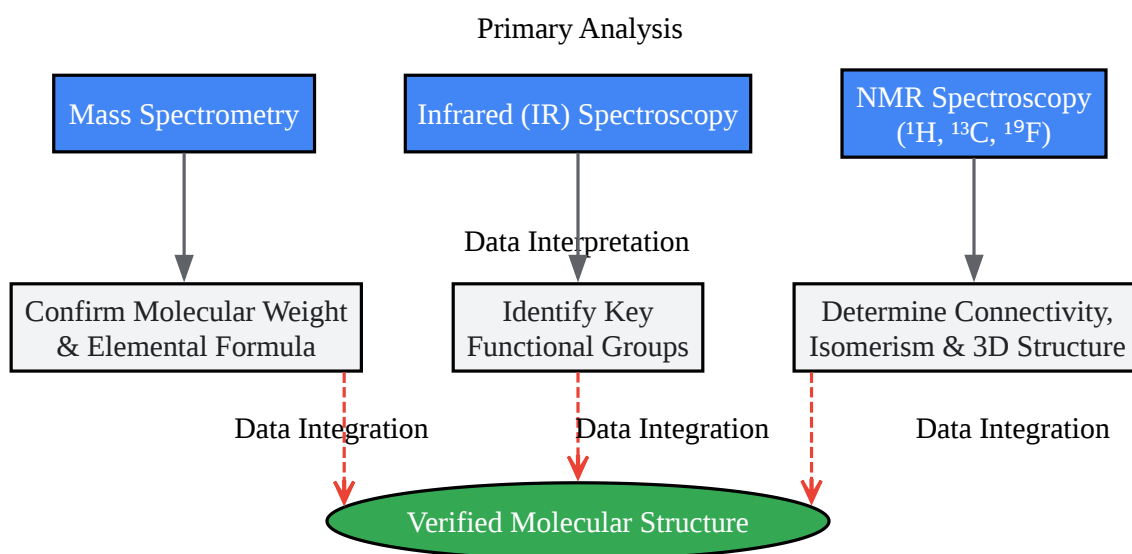 Primary Analysis
Mass Spectrometry
Infrared (IR) Spectroscopy
NMR Spectroscopy
(¹H, ¹³C, ¹⁹F)
Data Interpretation
Confirm Molecular Weight
& Elemental Formula
Identify Key
Functional Groups
Determine Connectivity,
Isomerism & 3D Structure
Data Integration
Data Integration
Data Integration
Verified Molecular Structure